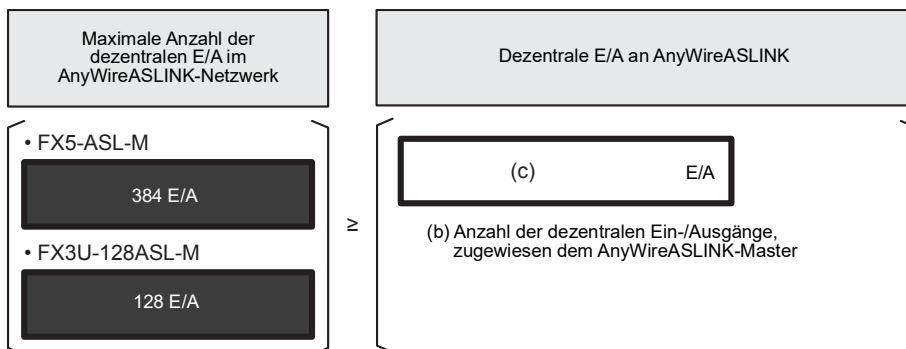 Maximale Anzahl der
dezentralen E/A im
AnyWireASLINK-Netzwerk
Dezentrale E/A an AnyWireASLINK
• FX5-ASL-M
384 E/A
• FX3U-128ASL-M
128 E/A
≥
(c) E/A
(b) Anzahl der dezentralen Ein-/Ausgänge,
zugewiesen dem AnyWireASLINK-Master